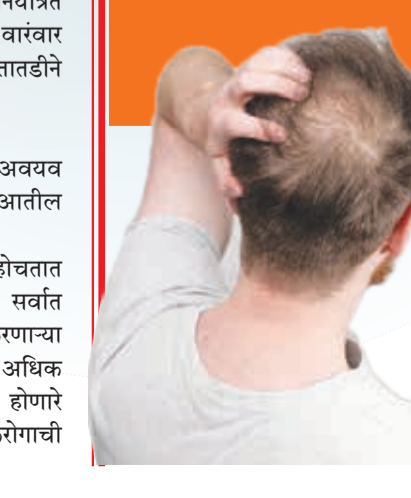 नियंत्रित
वारंवार
तातडीने
अवयव
आतील
होचतात
सर्वात
रणाऱ्या
अधिक
होणारे
रोगाची